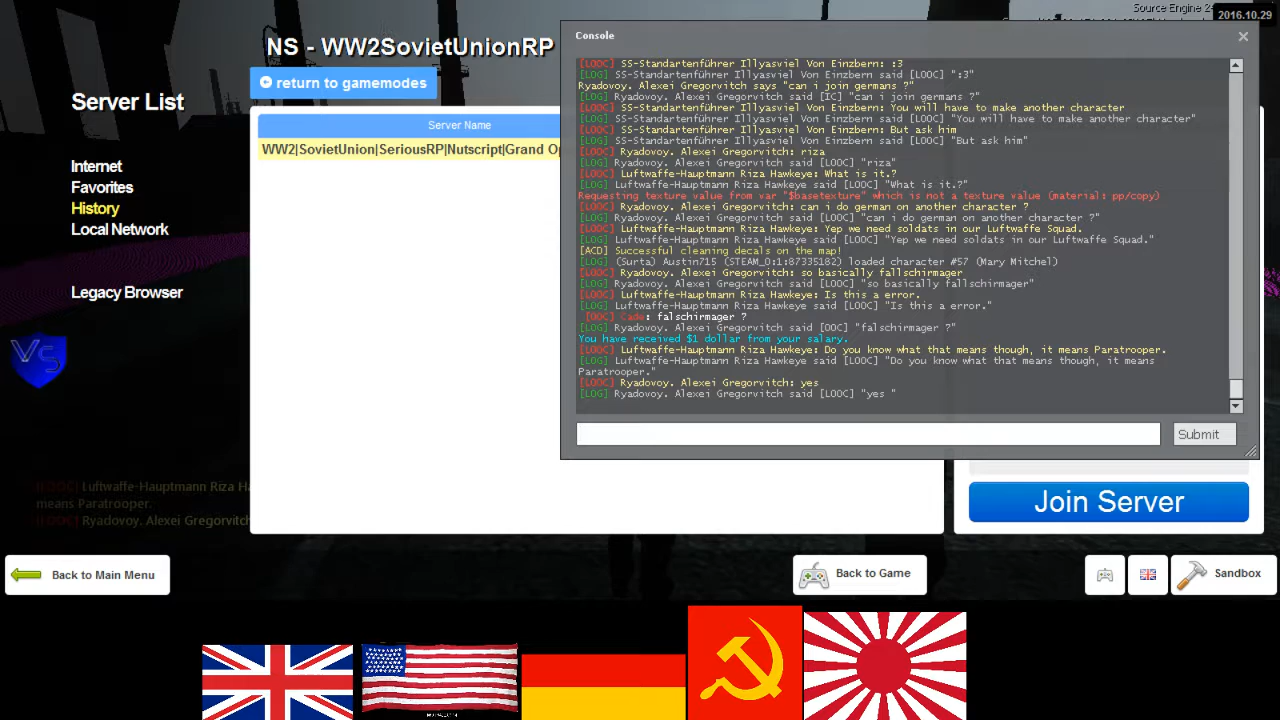 Source Engine 2
2016.10.29
NS - WW2SovietUnionRP
return to gamemodes
Server List
Internet
Favorites
History
Local Network
Legacy Browser
Server Name
WW2|SovietUnion|SeriousRP|Nutscript|Grand Op
Console
[LOOC] SS-Standartenführer Illyasviel Von Einzbern: :3
[LOG] SS-Standartenführer Illyasviel Von Einzbern said [LOOC] ":3"
Ryadovoy. Alexei Gregorvitch says "can i join germans ?"
[LOG] Ryadovoy. Alexei Gregorvitch said [IC] "can i join germans ?"
[LOOC] SS-Standartenführer Illyasviel Von Einzbern: You will have to make another character
[LOG] SS-Standartenführer Illyasviel Von Einzbern said [LOOC] "You will have to make another character"
[LOOC] SS-Standartenführer Illyasviel Von Einzbern: But ask him
[LOG] SS-Standartenführer Illyasviel Von Einzbern said [LOOC] "But ask him"
[LOOC] Ryadovoy. Alexei Gregorvitch: riza
[LOG] Ryadovoy. Alexei Gregorvitch said [LOOC] "riza"
[LOOC] Luftwaffe-Hauptmann Riza Hawkeye: What is it.?
[LOG] Luftwaffe-Hauptmann Riza Hawkeye said [LOOC] "What is it.?"
Requesting texture value from var "$basetexture" which is not a texture value (material: pp/copy)
[LOOC] Ryadovoy. Alexei Gregorvitch: can i do german on another character ?
[LOG] Ryadovoy. Alexei Gregorvitch said [LOOC] "can i do german on another character ?"
[LOOC] Luftwaffe-Hauptmann Riza Hawkeye: Yep we need soldats in our Luftwaffe Squad.
[LOG] Luftwaffe-Hauptmann Riza Hawkeye said [LOOC] "Yep we need soldats in our Luftwaffe Squad."
[ACD] Successful cleaning decals on the map!
[LOG] (Surta) Austin715 (STEAM_0:1:87335182) loaded character #57 (Mary Mitchel)
[LOOC] Ryadovoy. Alexei Gregorvitch: so basically fallschirmager
[LOG] Ryadovoy. Alexei Gregorvitch said [LOOC] "so basically fallschirmager"
[LOOC] Luftwaffe-Hauptmann Riza Hawkeye: Is this a error.
[LOG] Luftwaffe-Hauptmann Riza Hawkeye said [LOOC] "Is this a error."
[OOC] Cade: falschirmager ?
[LOG] Ryadovoy. Alexei Gregorvitch said [OOC] "falschirmager ?"
You have received $1 dollar from your salary.
[LOOC] Luftwaffe-Hauptmann Riza Hawkeye: Do you know what that means though, it means Paratrooper.
[LOG] Luftwaffe-Hauptmann Riza Hawkeye said [LOOC] "Do you know what that means though, it means
Paratrooper."
[LOOC] Ryadovoy. Alexei Gregorvitch: yes
[LOG] Ryadovoy. Alexei Gregorvitch said [LOOC] "yes "
Submit
[LOOC] Luftwaffe-Hauptmann Riza Ha
means Paratrooper.
[LOOC] Ryadovoy. Alexei Gregorvitch
Join Server
Back to Main Menu
Back to Game
Sandbox